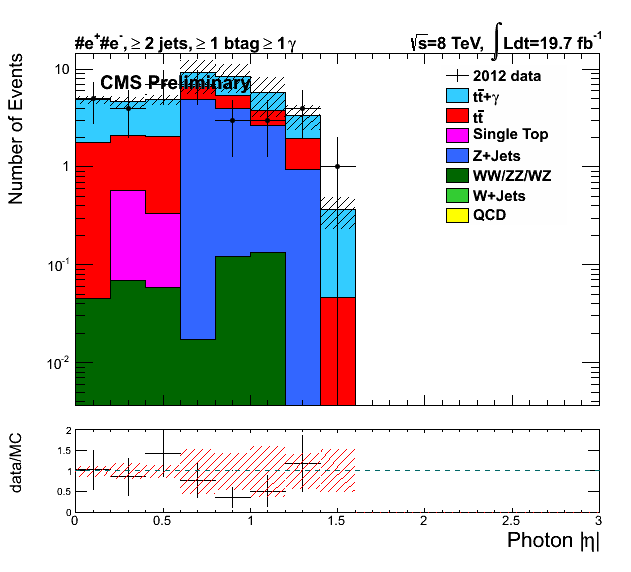 #e+#e-, ≥ 2 jets, ≥ 1 btag ≥ 1γ
√s=8 TeV, ∫Ldt=19.7 fb-1
Number of Events
10
1
10-1
10-2
CMS Preliminary
2012 data
tt̄+γ
tt̄
Single Top
Z+Jets
WW/ZZ/WZ
W+Jets
QCD
data/MC
2
1.5
1
0.5
0
0 0.5 1 1.5 2 2.5 3
Photon |η|